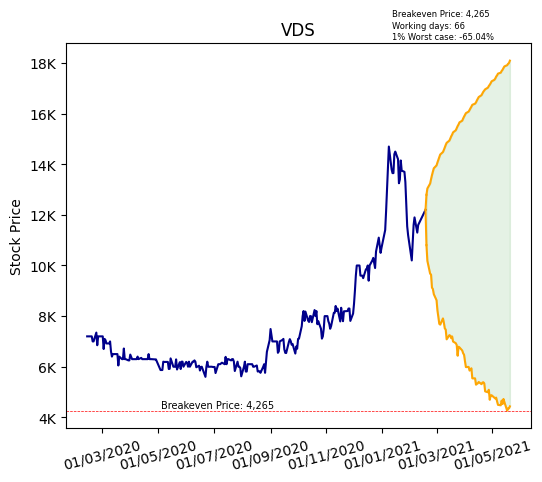 Breakeven Price: 4,265
Working days: 66
1% Worst case: -65.04%
VDS
Stock Price
18K
16K
14K
12K
10K
8K
6K
4K
Breakeven Price: 4,265
01/03/2020
01/05/2020
01/07/2020
01/09/2020
01/11/2020
01/01/2021
01/03/2021
01/05/2021